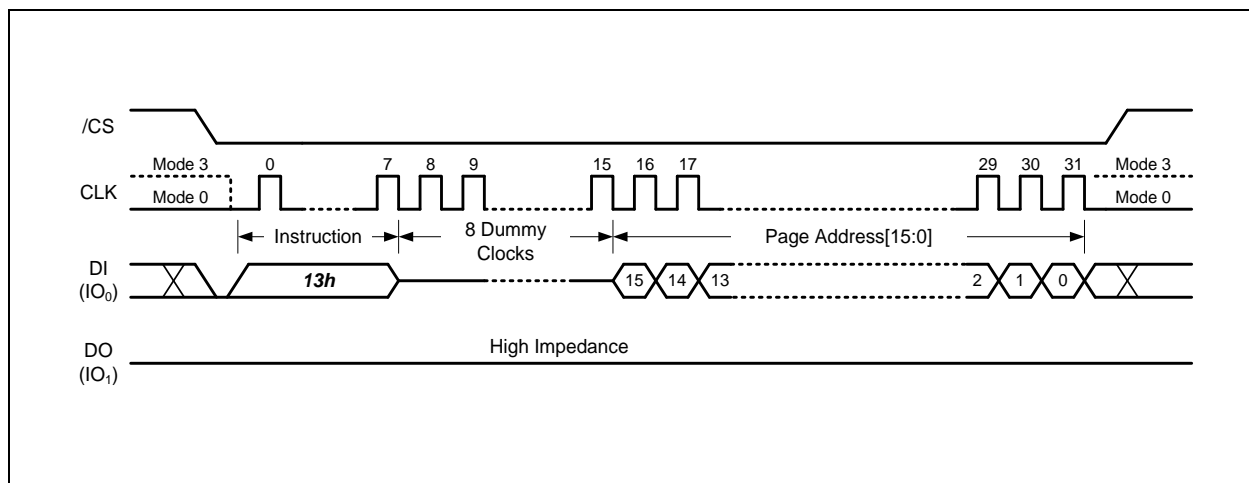 /CS
Mode 3 0 7 8 9 15 16 17 29 30 31 Mode 3
CLK
Mode 0 Mode 0
Instruction 8 Dummy Clocks Page Address[15:0]
DI (IO₀) 13h 15 14 13 2 1 0
High Impedance
DO
(IO₁)